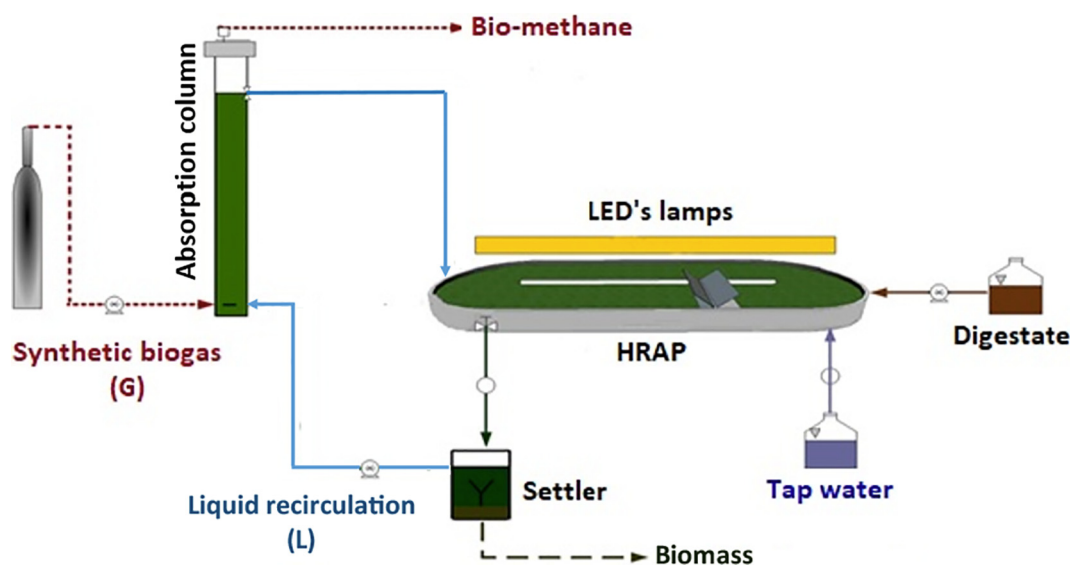 Bio-methane
Absorption column
LED's lamps
Digestate
HRAP
Synthetic biogas
(G)
Tap water
Settler
Liquid recirculation
(L)
Biomass